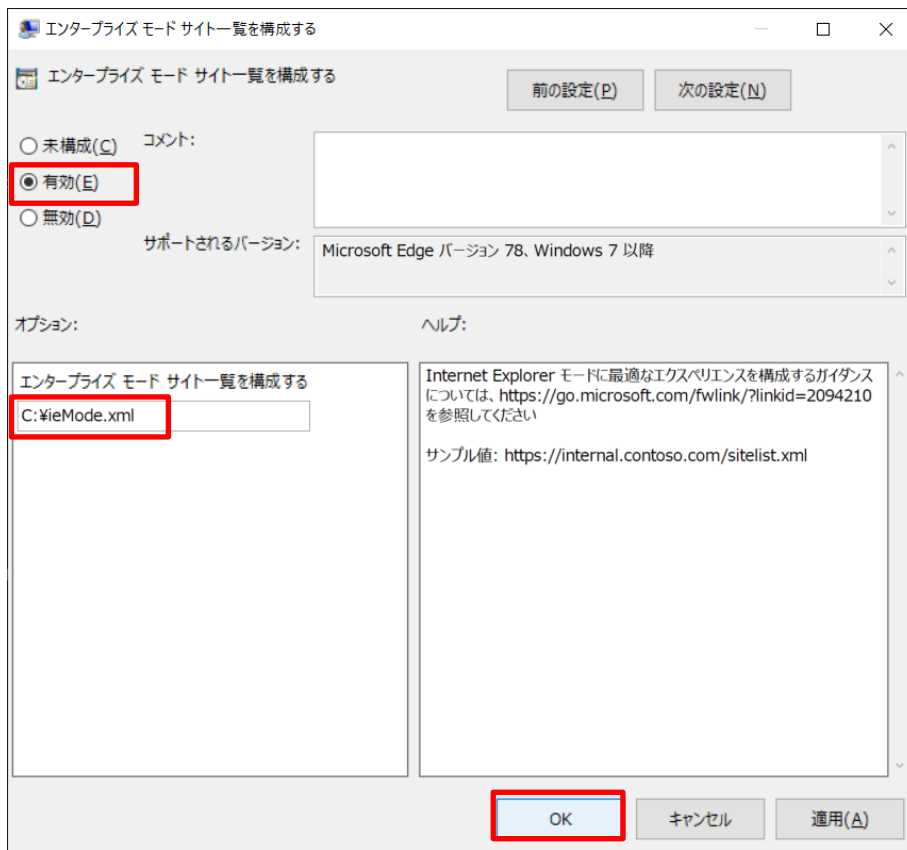 エンタープライズ モード サイト一覧を構成する
エンタープライズ モード サイト一覧を構成する
前の設定(P)
次の設定(N)
未構成(C)
コメント:
有効(E)
無効(D)
サポートされるバージョン:
Microsoft Edge バージョン 78、Windows 7 以降
オプション:
ヘルプ:
エンタープライズ モード サイト一覧を構成する
C:¥ieMode.xml
Internet Explorer モードに最適なエクスペリエンスを構成するガイダンス
については、https://go.microsoft.com/fwlink/?linkid=2094210
を参照してください
サンプル値: https://internal.contoso.com/sitelist.xml
OK
キャンセル
適用(A)